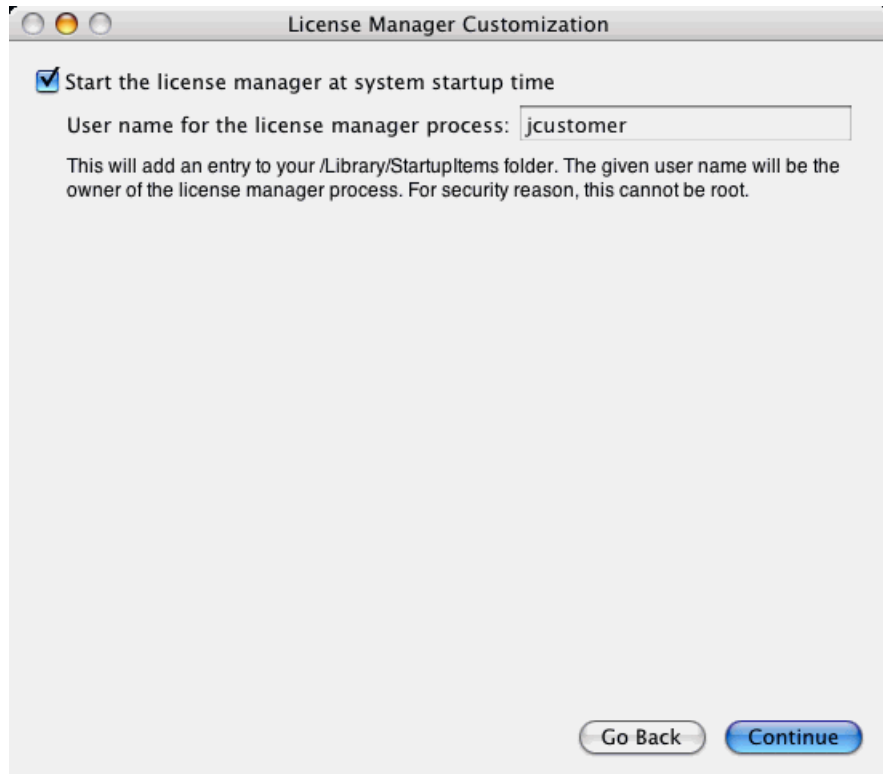 License Manager Customization
Start the license manager at system startup time
User name for the license manager process: jcustomer
This will add an entry to your /Library/StartupItems folder. The given user name will be the
owner of the license manager process. For security reason, this cannot be root.
Go Back Continue